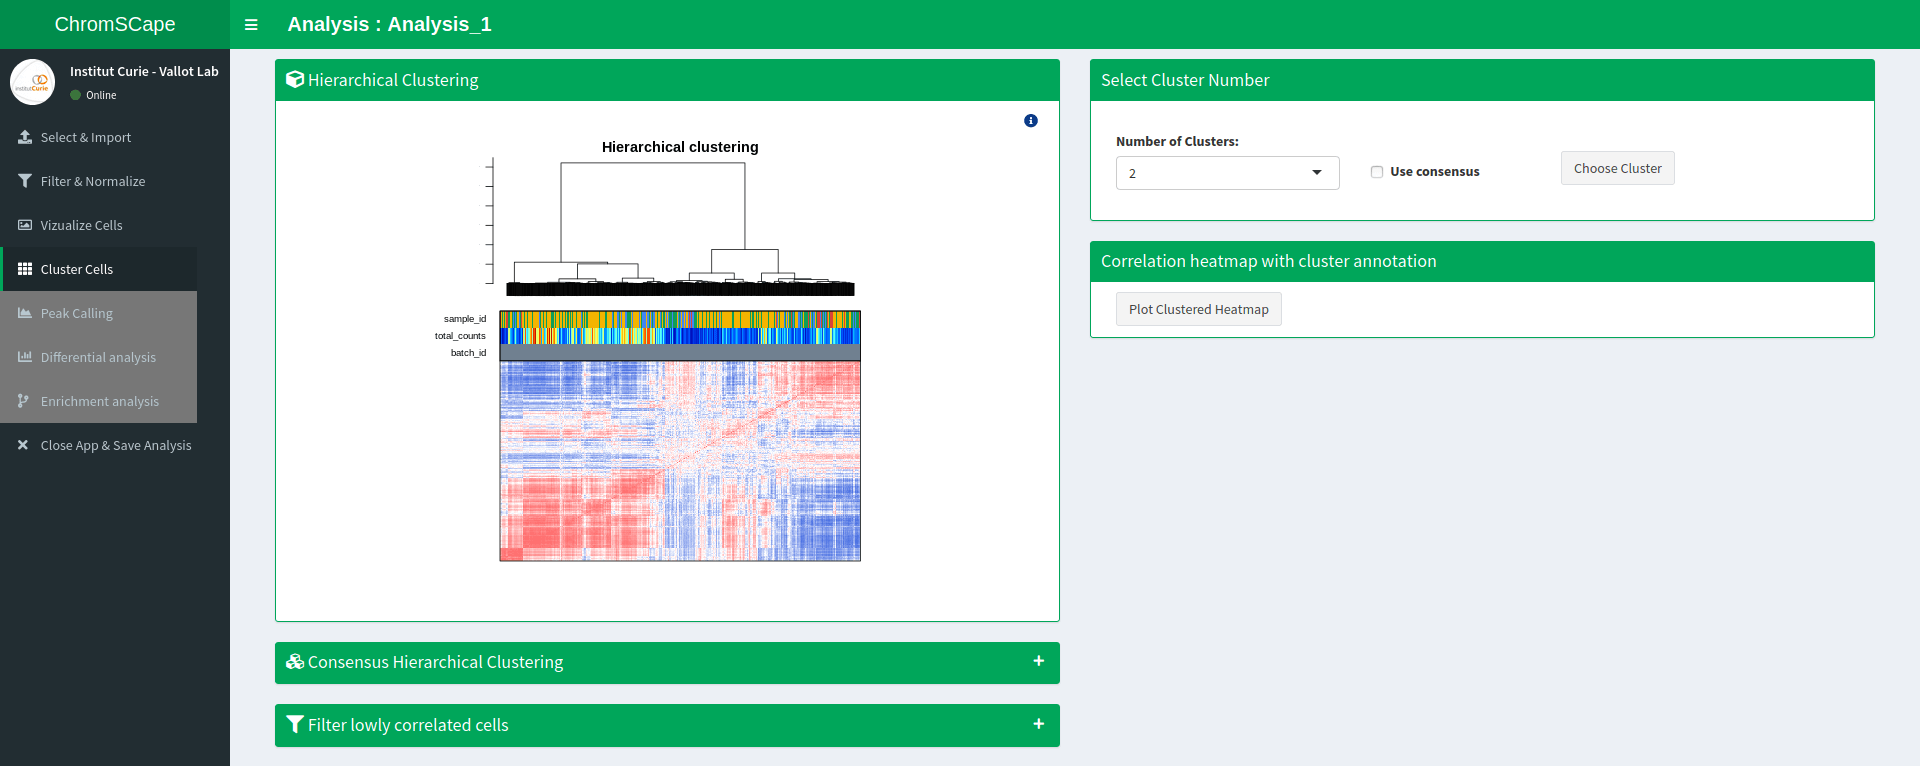 ChromSCape
Analysis : Analysis_1
institutCurie
Institut Curie - Vallot Lab
Online
Select & Import
Filter & Normalize
Vizualize Cells
Cluster Cells
Peak Calling
Differential analysis
Enrichment analysis
Close App & Save Analysis
Hierarchical Clustering
Hierarchical clustering
sample_id
total_counts
batch_id
Consensus Hierarchical Clustering
Filter lowly correlated cells
Select Cluster Number
Number of Clusters:
2
Use consensus
Choose Cluster
Correlation heatmap with cluster annotation
Plot Clustered Heatmap